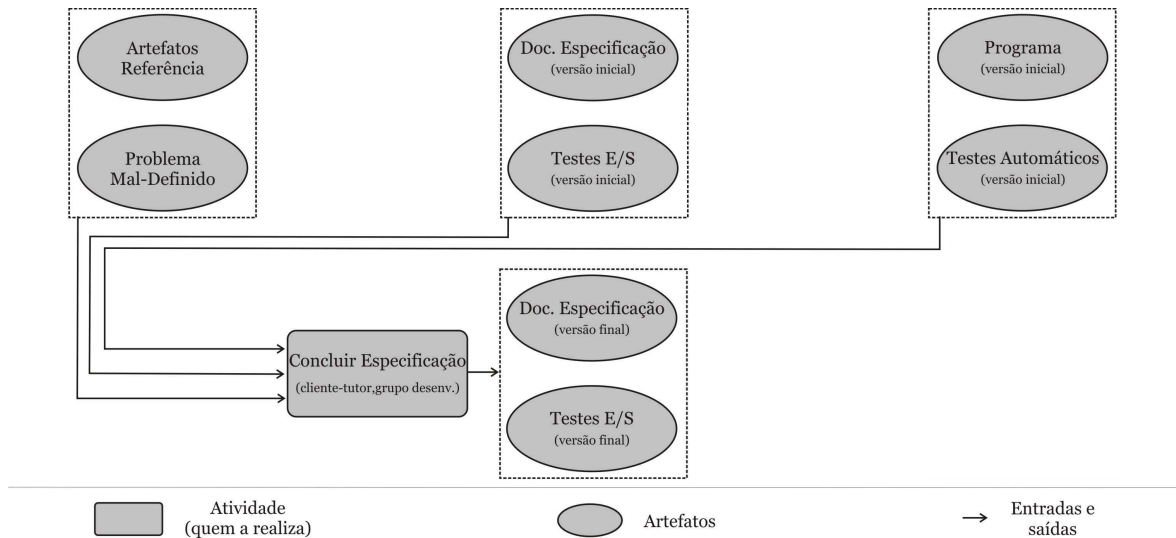 Artefatos
Referência
Problema
Mal-Definido
Doc. Especificação
(versão inicial)
Testes E/S
(versão inicial)
Programa
(versão inicial)
Testes Automáticos
(versão inicial)
Concluir Especificação
(cliente-tutor,grupo desenv.)
Doc. Especificação
(versão final)
Testes E/S
(versão final)
Atividade
(quem a realiza)
Artefatos
Entradas e
saídas